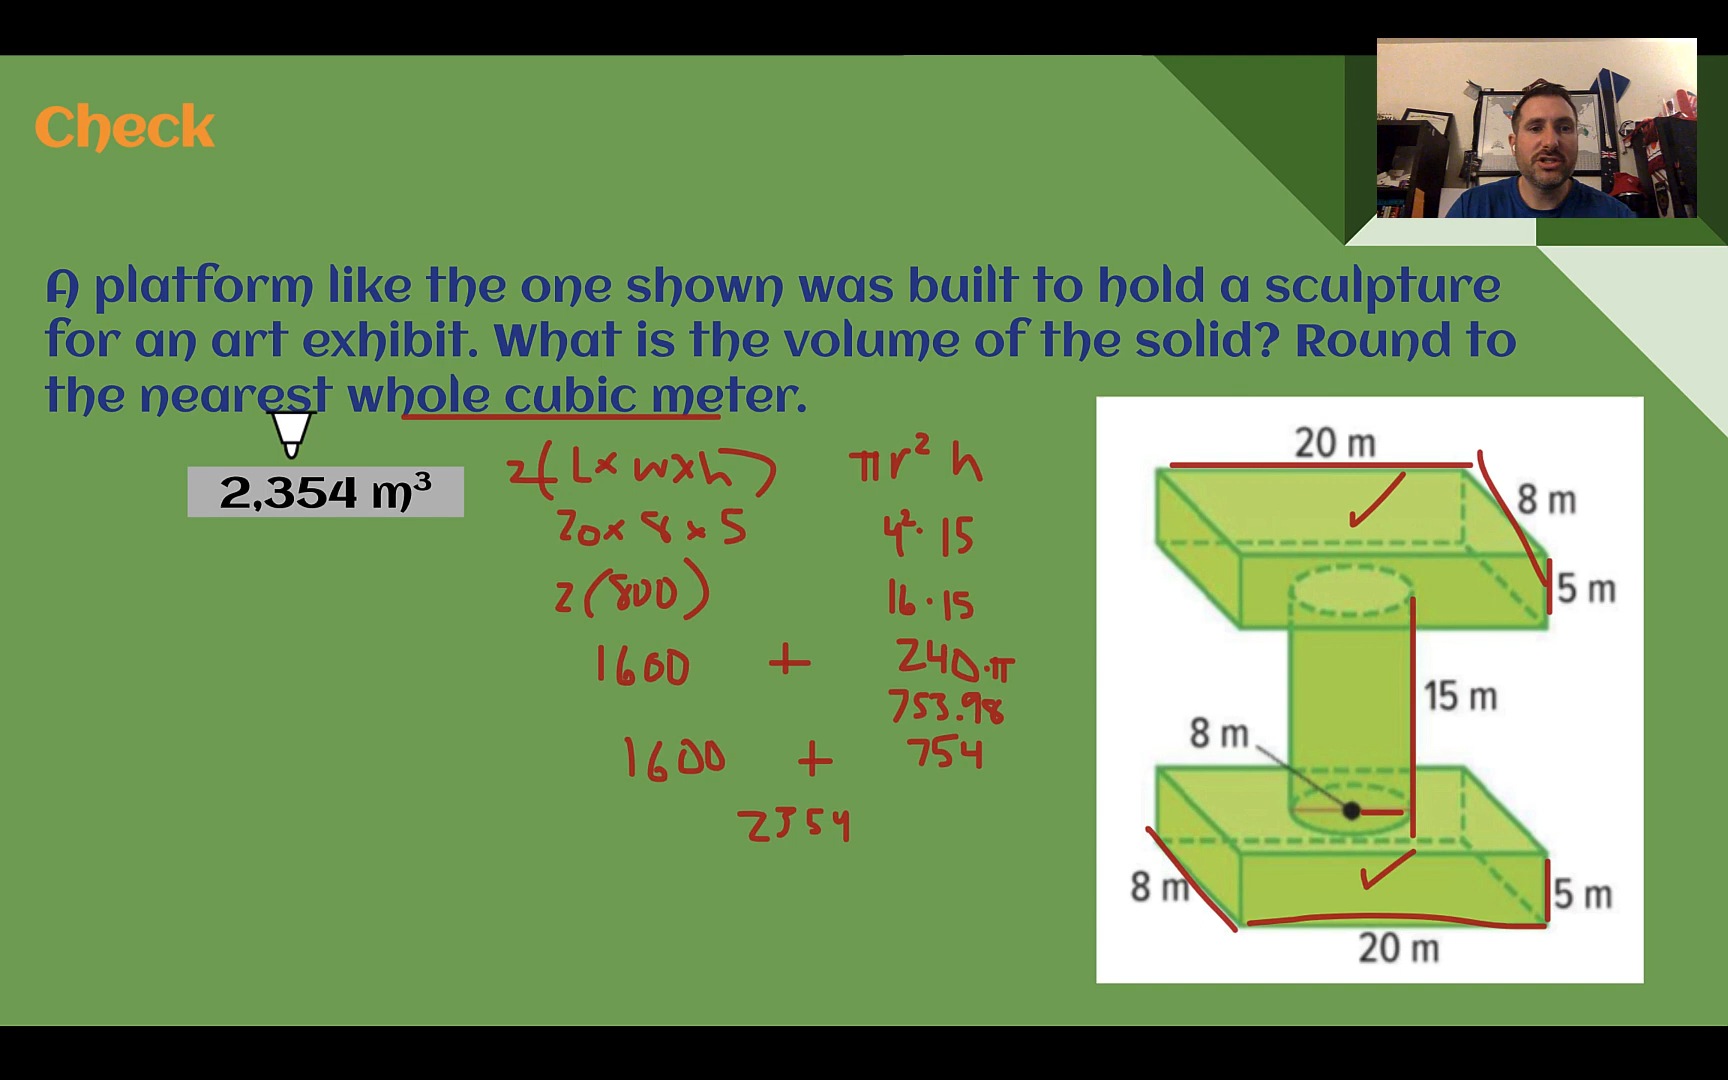 Check
A platform like the one shown was built to hold a sculpture
for an art exhibit. What is the volume of the solid? Round to
the nearest whole cubic meter.
2,354 m³
2(L×w×h) πr² h
20×8×5 4²·15
2(800) 16·15
1600 + 240·π
753.98
1600 + 754
2354
20 m
8 m
5 m
15 m
8 m
8 m
5 m
20 m